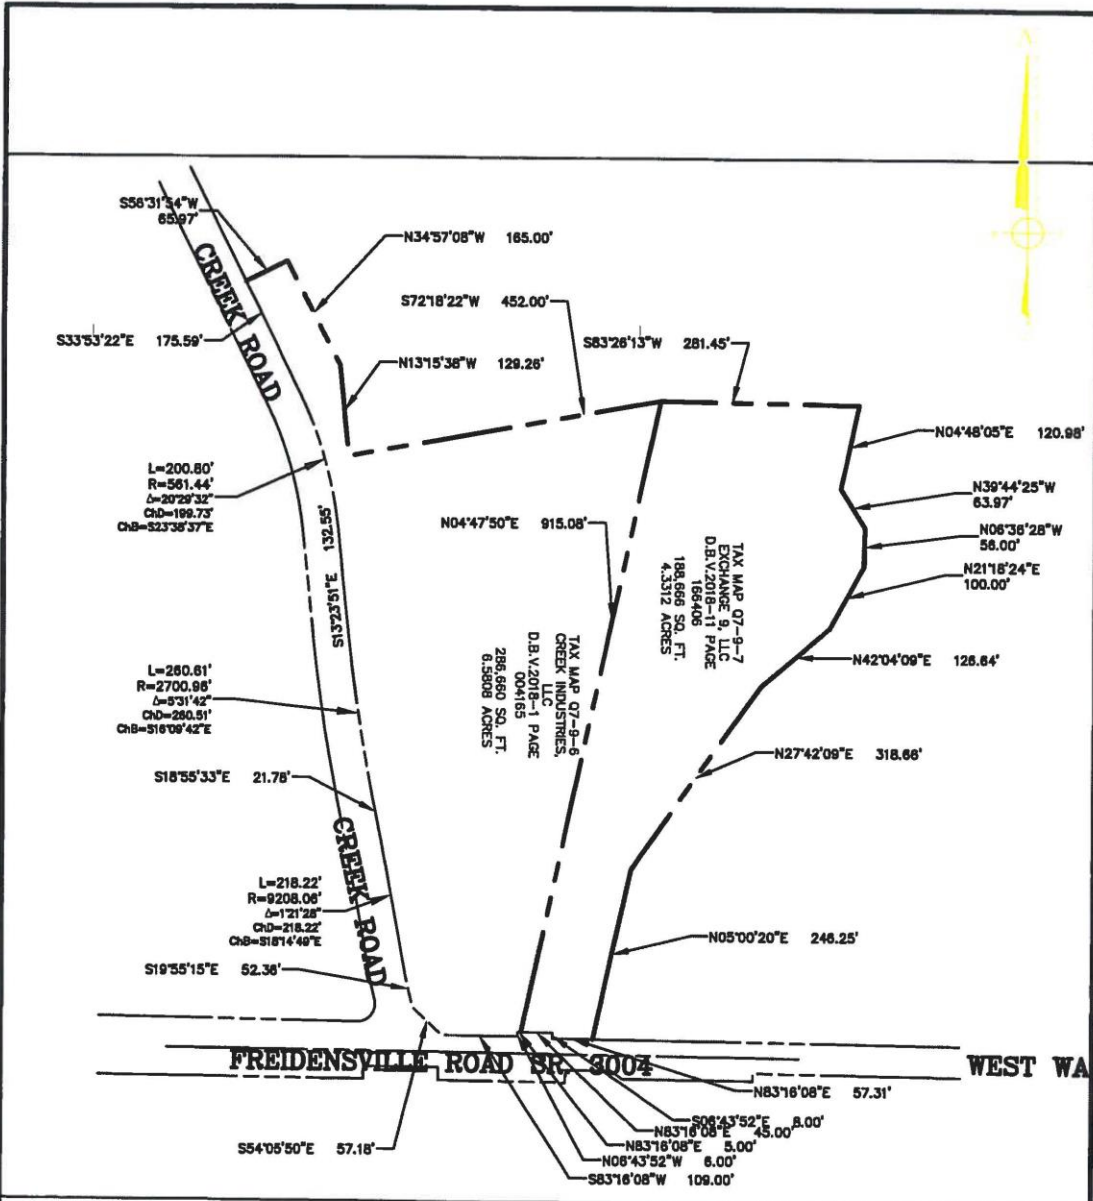 S56°31'54"W
65.97'
N34°57'08"W 165.00'
CREEK ROAD
S72°18'22"W 452.00'
S33°53'22"E 175.59'
S83°26'13"W 281.45'
N13°15'38"W 129.26'
N04°48'05"E 120.98'
L=200.80'
R=561.44'
Δ=20°29'32"
ChD=199.73'
ChB=S23°38'37"E
N39°44'25"W
63.97'
N04°47'50"E 915.08'
S13°23'51"E 132.55'
N06°36'28"W
56.00'
N21°18'24"E
100.00'
TAX MAP Q7-9-7
EXCHANGE 9, LLC
D.B.V.2018-11 PAGE
166406
188,666 SQ. FT.
4.3312 ACRES
TAX MAP Q7-9-6
CREEK INDUSTRIES,
LLC
D.B.V.2018-1 PAGE
004165
286,660 SQ. FT.
6.5808 ACRES
N42°04'09"E 126.64'
L=260.61'
R=2700.96'
Δ=5°31'42"
ChD=260.51'
ChB=S16°09'42"E
N27°42'09"E 318.66'
S18°55'33"E 21.78'
CREEK ROAD
L=218.22'
R=9208.06'
Δ=1°21'28"
ChD=218.22'
ChB=S18°14'49"E
N05°00'20"E 246.25'
S19°55'15"E 52.36'
FREIDENSVILLE ROAD SR 3004
WEST WA
N83°16'08"E 57.31'
S06°43'52"E 8.00'
N83°16'08"E 45.00'
N83°16'08"E 5.00'
N06°43'52"W 6.00'
S83°16'08"W 109.00'
S54°05'50"E 57.18'